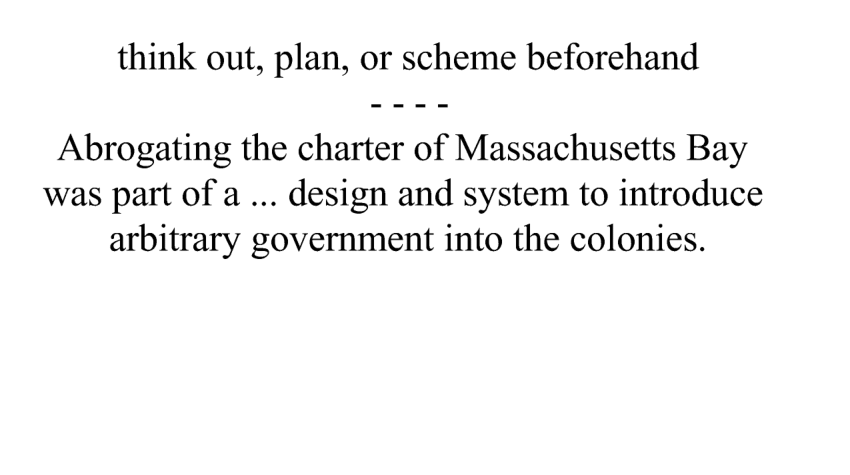 think out, plan, or scheme beforehand
- - - -
Abrogating the charter of Massachusetts Bay
was part of a ... design and system to introduce
arbitrary government into the colonies.